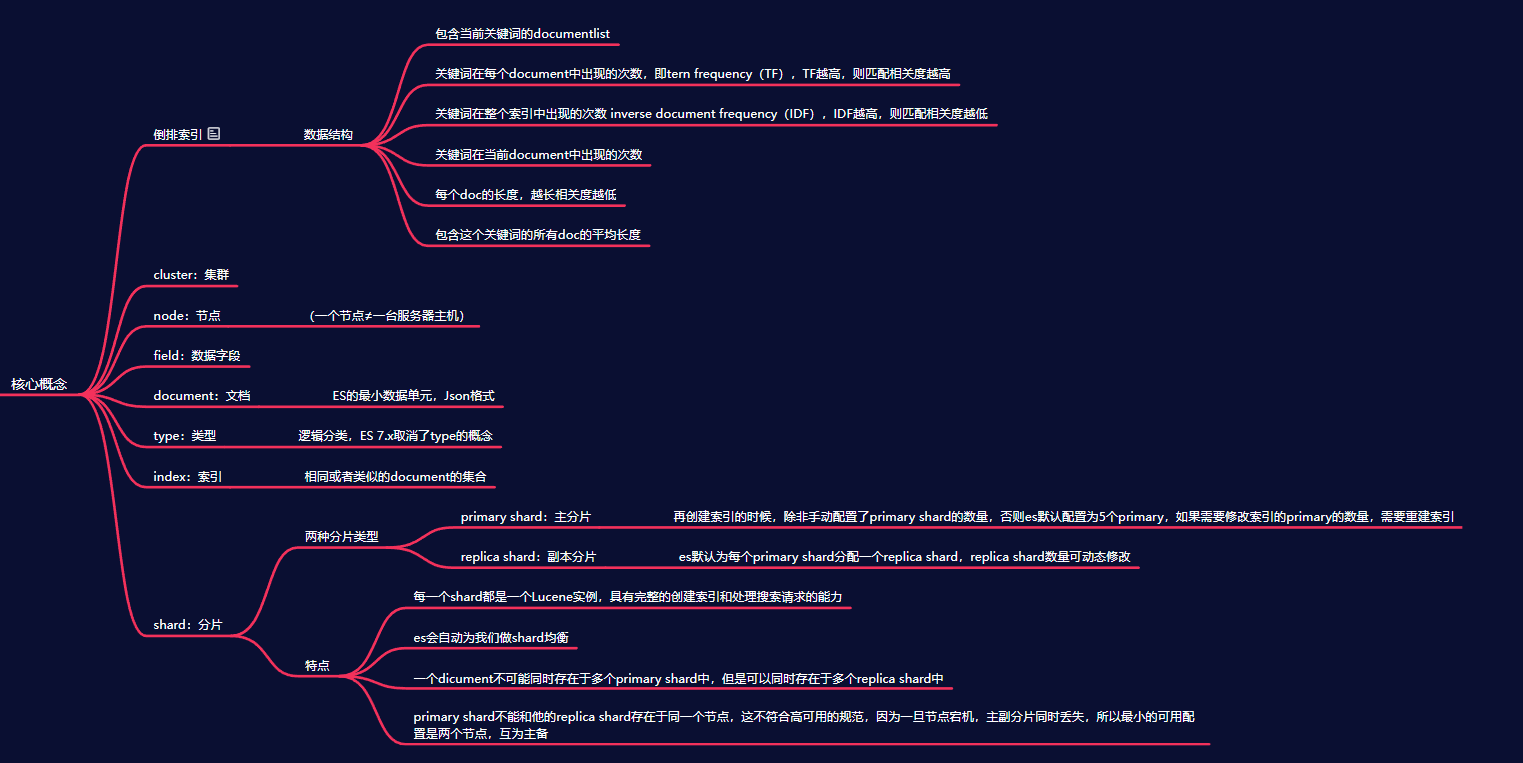 包含当前关键词的documentlist
关键词在每个document中出现的次数，即tern frequency（TF），TF越高，则匹配相关度越高
关键词在整个索引中出现的次数 inverse document frequency（IDF），IDF越高，则匹配相关度越低
倒排索引
数据结构
关键词在当前document中出现的次数
每个doc的长度，越长相关度越低
包含这个关键词的所有doc的平均长度
cluster：集群
node：节点
（一个节点≠一台服务器主机）
field：数据字段
核心概念
document：文档
ES的最小数据单元，Json格式
type：类型
逻辑分类，ES 7.x取消了type的概念
index：索引
相同或者类似的document的集合
primary shard：主分片
再创建索引的时候，除非手动配置了primary shard的数量，否则es默认配置为5个primary，如果需要修改索引的primary的数量，需要重建索引
两种分片类型
replica shard：副本分片
es默认为每个primary shard分配一个replica shard，replica shard数量可动态修改
每一个shard都是一个Lucene实例，具有完整的创建索引和处理搜索请求的能力
shard：分片
es会自动为我们做shard均衡
特点
一个dicument不可能同时存在于多个primary shard中，但是可以同时存在于多个replica shard中
primary shard不能和他的replica shard存在于同一个节点，这不符合高可用的规范，因为一旦节点宕机，主副分片同时丢失，所以最小的可用配
置是两个节点，互为主备